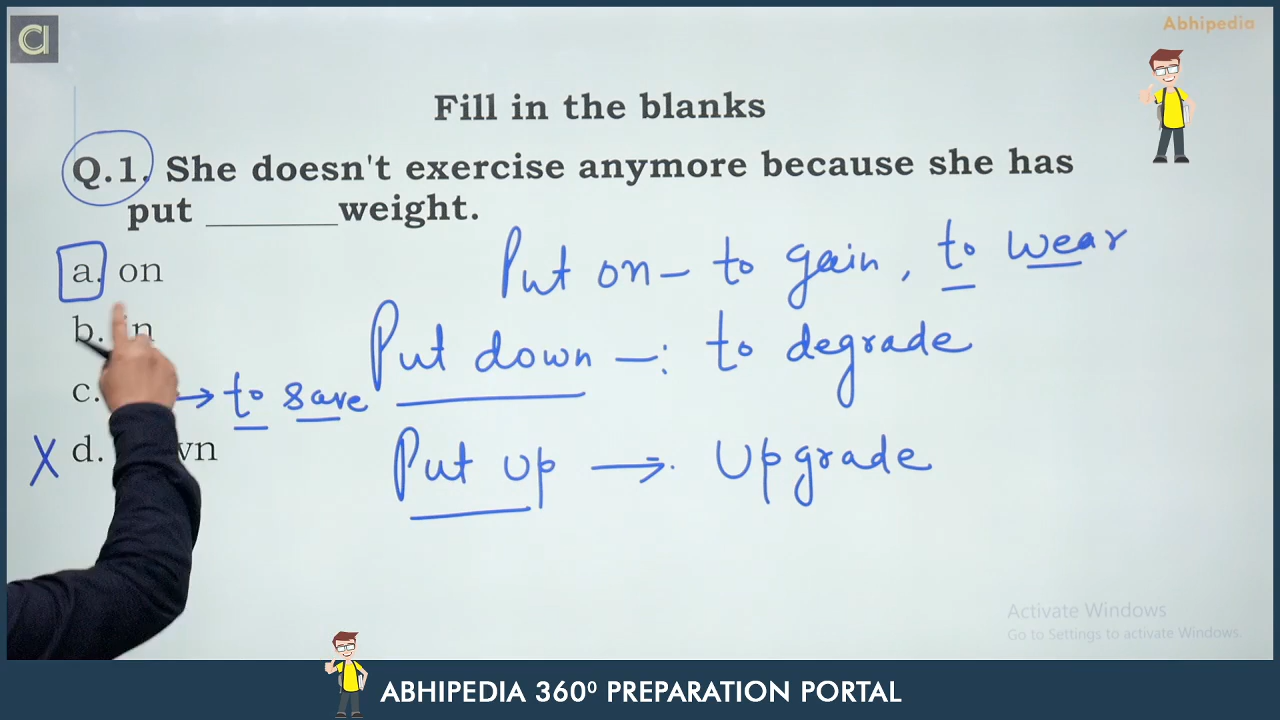 Abhipedia
Fill in the blanks
Q.1. She doesn't exercise anymore because she has
put _______ weight.
a. on
Put on – to gain, to wear
b. in
Put down –: to degrade
c. → to save
X d.
Put up → Upgrade
Activate Windows
Go to Settings to activate Windows.
ABHIPEDIA 360⁰ PREPARATION PORTAL